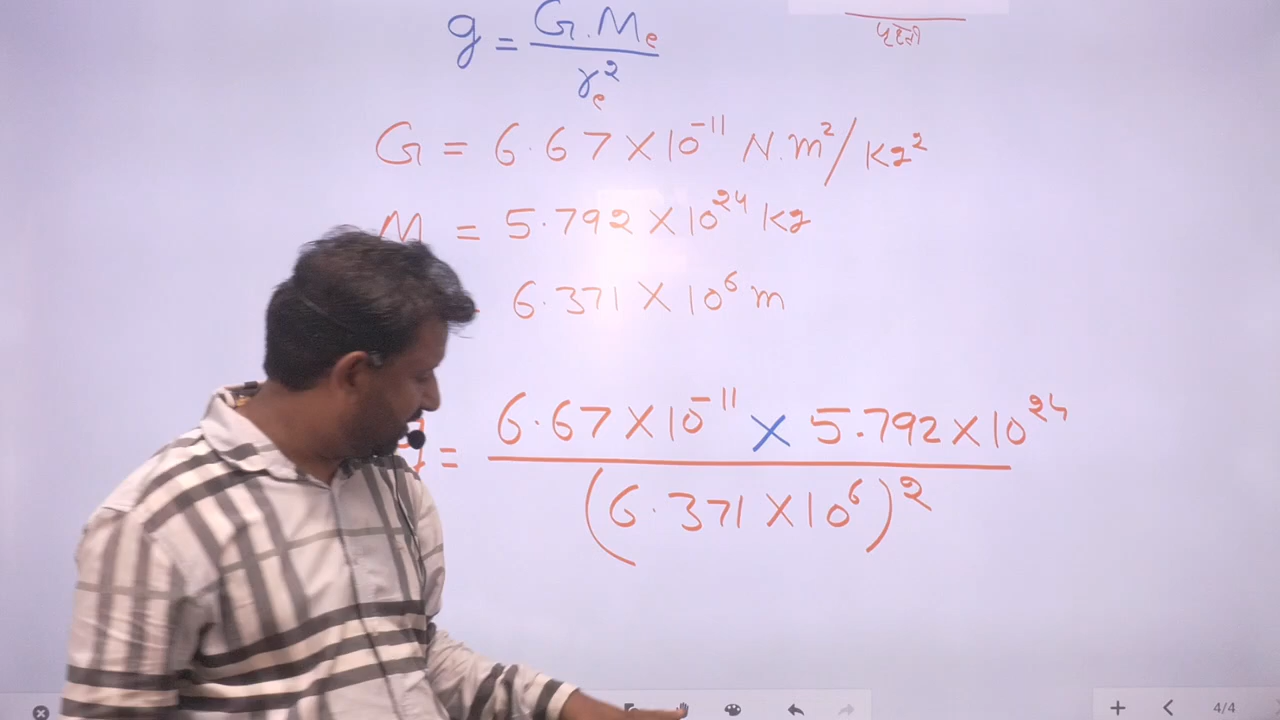 g = G.Me / re²
पृथ्वी
G = 6.67 × 10⁻¹¹ N.m²/kg²
M = 5.792 × 10²⁴ kg
6.371 × 10⁶ m
= 6.67 × 10⁻¹¹ × 5.792 × 10²⁴ / (6.371 × 10⁶)²
4/4